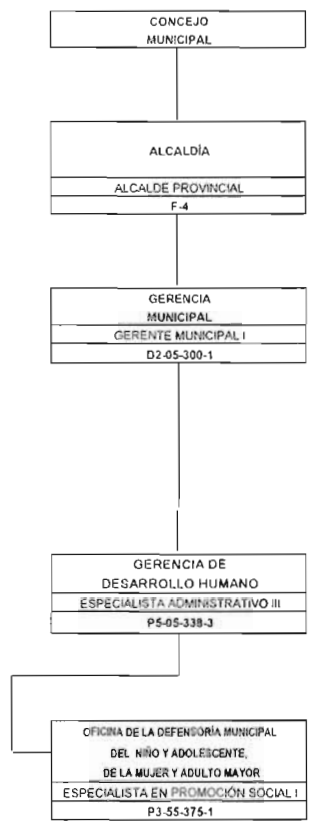 CONCEJO
MUNICIPAL
ALCALDÍA
ALCALDE PROVINCIAL
F-4
GERENCIA
MUNICIPAL
GERENTE MUNICIPAL I
D2-05-300-1
GERENCIA DE
DESARROLLO HUMANO
ESPECIALISTA ADMINISTRATIVO III
P5-05-338-3
OFICINA DE LA DEFENSORÍA MUNICIPAL
DEL NIÑO Y ADOLESCENTE,
DE LA MUJER Y ADULTO MAYOR
ESPECIALISTA EN PROMOCIÓN SOCIAL I
P3-55-375-1